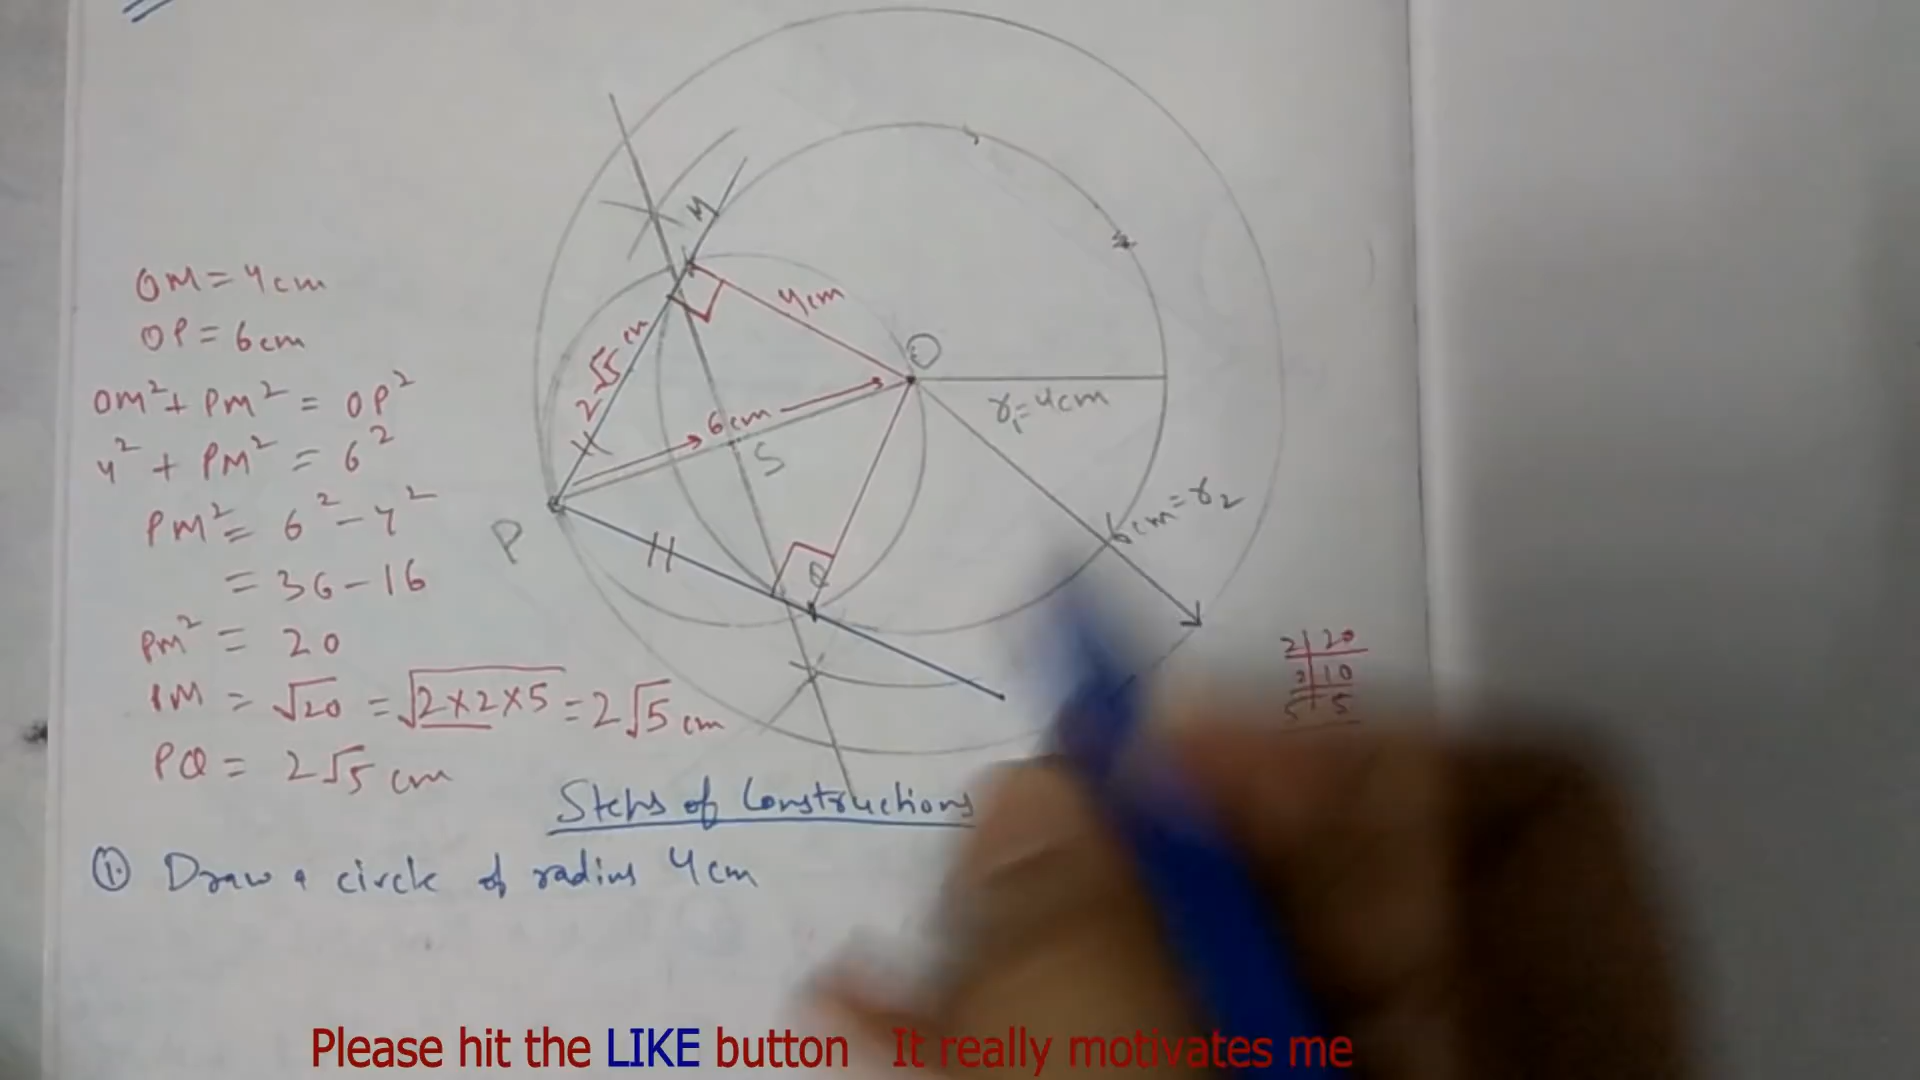 OM = 4cm
OP = 6cm
OM² + PM² = OP²
4² + PM² = 6²
PM² = 6² - 4²
= 36 - 16
PM² = 20
PM = √20 = √2×2×5 = 2√5 cm
PQ = 2√5 cm
M
4cm
2√5 cm
O
6cm
r₁ = 4cm
S
6cm = r₂
P
Q
2 20
2 10
5 5
Steps of Constructions
①. Draw a circle of radius 4cm
Please hit the LIKE button It really motivates me